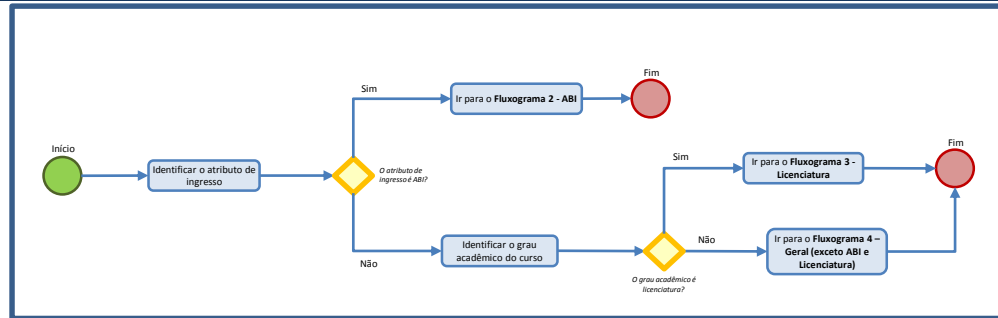 Início
Identificar o atributo de
ingresso
O atributo de
ingresso é ABI?
Sim
Ir para o Fluxograma 2 - ABI
Fim
Não
Identificar o grau
acadêmico do curso
O grau acadêmico é
licenciatura?
Sim
Ir para o Fluxograma 3 -
Licenciatura
Não
Ir para o Fluxograma 4 –
Geral (exceto ABI e
Licenciatura)
Fim